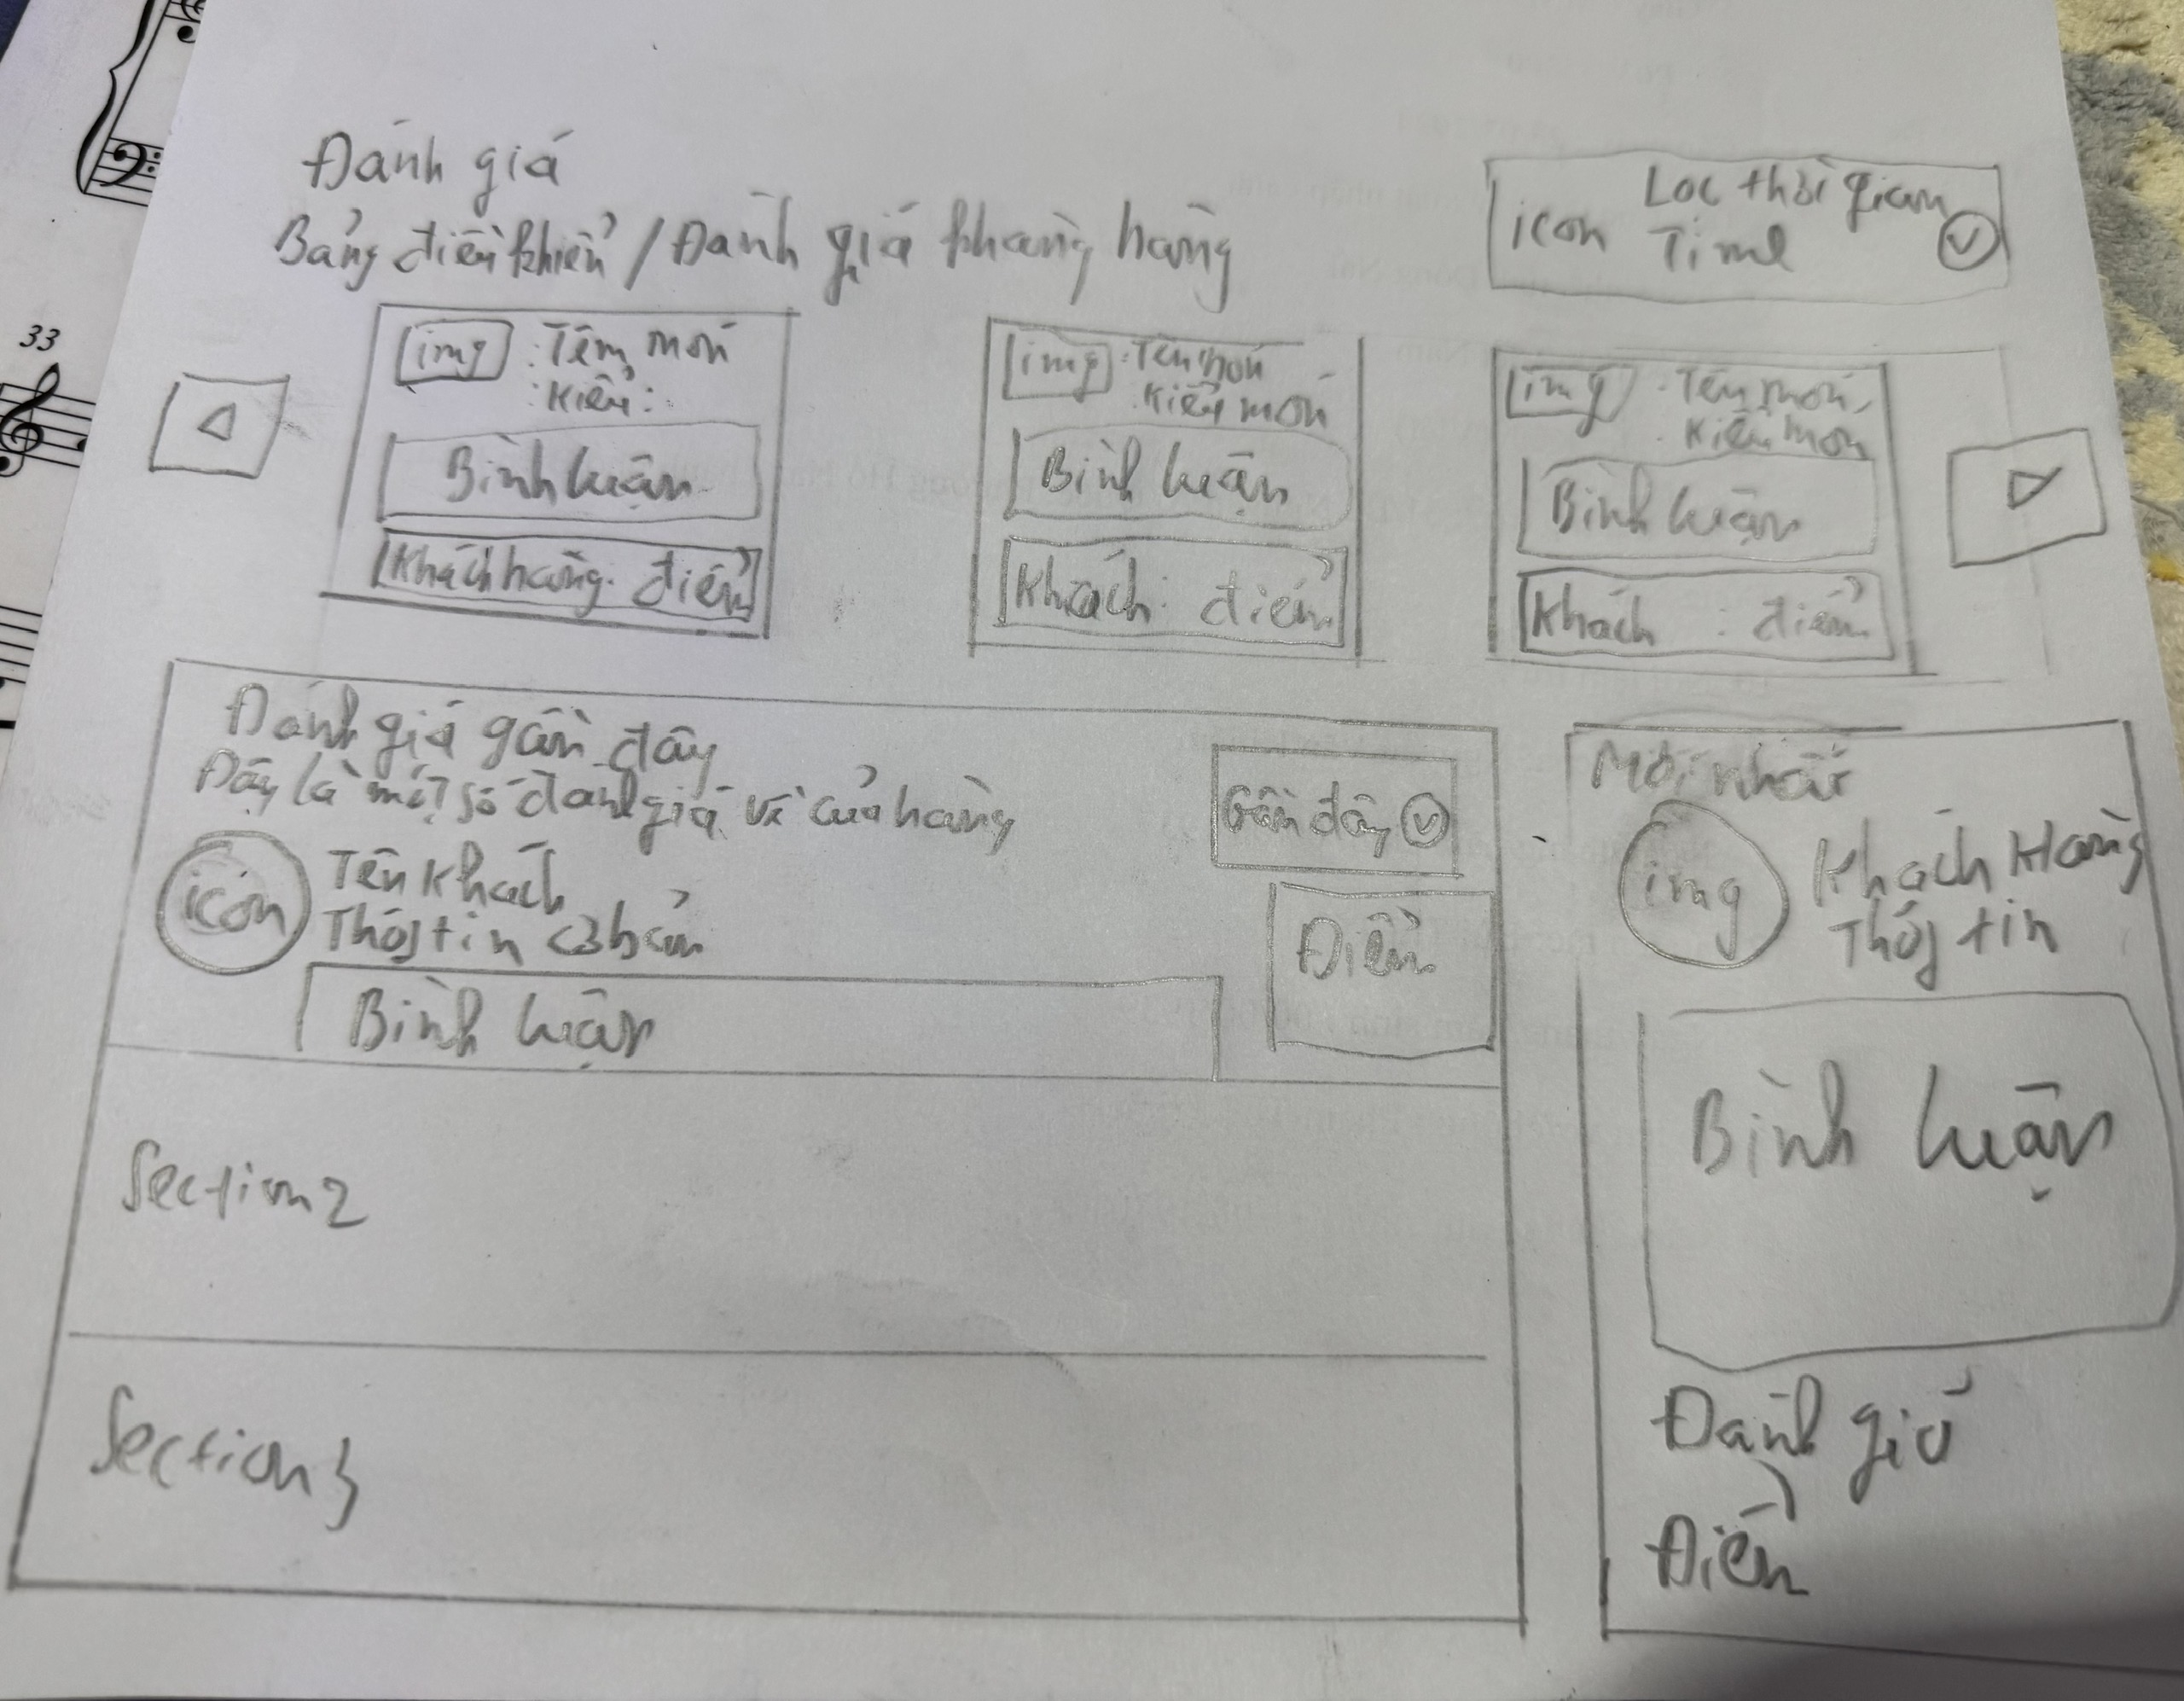 Đánh giá
Bảng điều khiển / Đánh giá khàng hàng
icon
Loc thời gian
Time
33
img : Tên món
: Kiểu :
Bình luận
Khách hàng. điểm
img : Tên món
Kiểu món
Bình luận
Khách : điểm
img . Tên món
. Kiểu món
Bình luận
Khách : điểm
Đánh giá gần đây
Đây là một số đánh giá về cửa hàng
Gần đây
icon
Tên Khách
Thôg tin cơ bản
Điểm
Bình luận
Section 2
Section 3
Mới nhất
img
Khách Hàng
Thôg tin
Bình luận
Đánh giá
Điểm